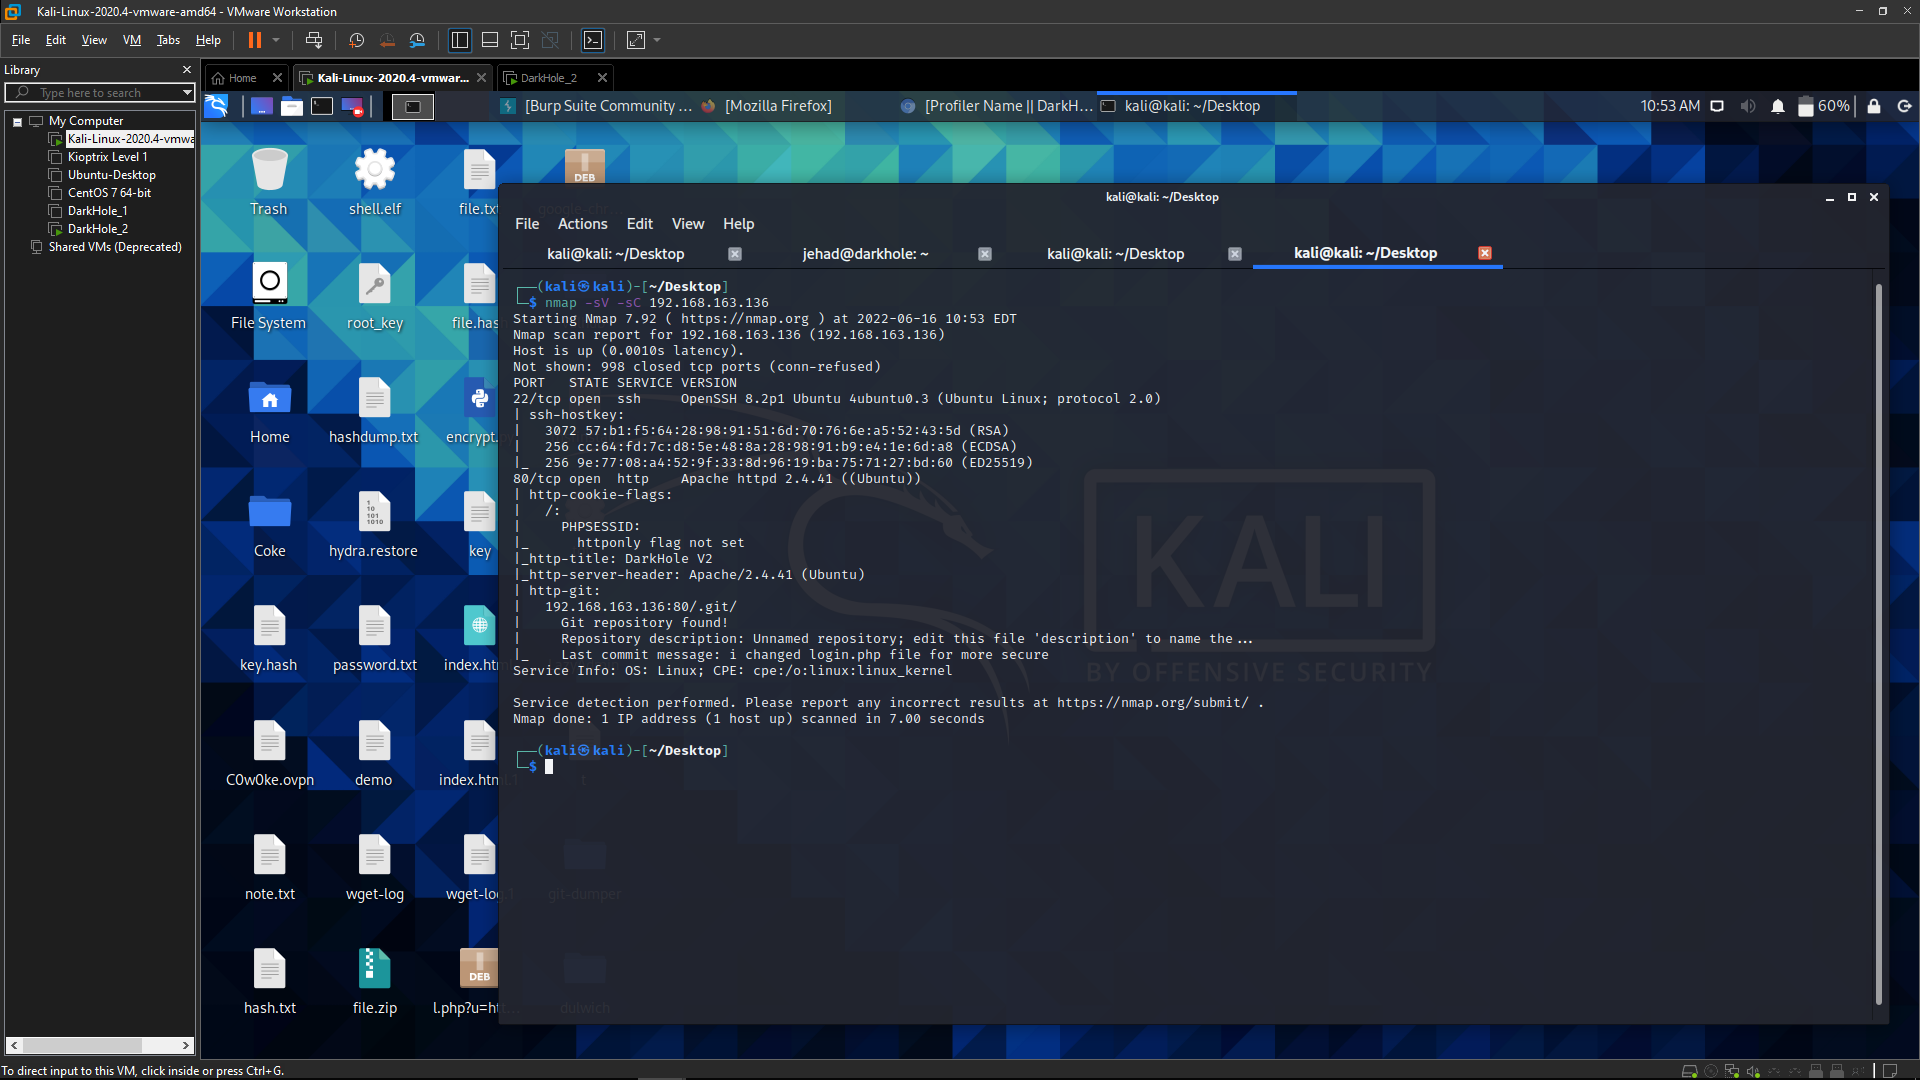 Kali-Linux-2020.4-vmware-amd64 - VMware Workstation
File Edit View VM Tabs Help
Library
Type here to search
My Computer
Kali-Linux-2020.4-vmwa
Kioptrix Level 1
Ubuntu-Desktop
CentOS 7 64-bit
DarkHole_1
DarkHole_2
Shared VMs (Deprecated)
Home
Kali-Linux-2020.4-vmwar...
DarkHole_2
[Burp Suite Community ...
[Mozilla Firefox]
[Profiler Name || DarkH...
kali@kali: ~/Desktop
10:53 AM
60%
Trash
shell.elf
file.txt
DEB
File System
root_key
file.has
Home
hashdump.txt
encrypt.
Coke
hydra.restore
1
10
101
1010
key
key.hash
password.txt
index.htm
C0w0ke.ovpn
demo
index.html.1
t
note.txt
wget-log
wget-log.1
git-dumper
hash.txt
file.zip
DEB
l.php?u=htt...
dulwich
kali@kali: ~/Desktop
File Actions Edit View Help
kali@kali: ~/Desktop
jehad@darkhole: ~
kali@kali: ~/Desktop
kali@kali: ~/Desktop
┌──(kali㉿kali)-[~/Desktop]
└─$ nmap -sV -sC 192.168.163.136
Starting Nmap 7.92 ( https://nmap.org ) at 2022-06-16 10:53 EDT
Nmap scan report for 192.168.163.136 (192.168.163.136)
Host is up (0.0010s latency).
Not shown: 998 closed tcp ports (conn-refused)
PORT   STATE SERVICE VERSION
22/tcp open  ssh     OpenSSH 8.2p1 Ubuntu 4ubuntu0.3 (Ubuntu Linux; protocol 2.0)
| ssh-hostkey:
|   3072 57:b1:f5:64:28:98:91:51:6d:70:76:6e:a5:52:43:5d (RSA)
|   256 cc:64:fd:7c:d8:5e:48:8a:28:98:91:b9:e4:1e:6d:a8 (ECDSA)
|_  256 9e:77:08:a4:52:9f:33:8d:96:19:ba:75:71:27:bd:60 (ED25519)
80/tcp open  http    Apache httpd 2.4.41 ((Ubuntu))
| http-cookie-flags:
|   /:
|     PHPSESSID:
|_      httponly flag not set
|_http-title: DarkHole V2
|_http-server-header: Apache/2.4.41 (Ubuntu)
| http-git:
|   192.168.163.136:80/.git/
|     Git repository found!
|     Repository description: Unnamed repository; edit this file 'description' to name the...
|_    Last commit message: i changed login.php file for more secure
Service Info: OS: Linux; CPE: cpe:/o:linux:linux_kernel
Service detection performed. Please report any incorrect results at https://nmap.org/submit/ .
Nmap done: 1 IP address (1 host up) scanned in 7.00 seconds
┌──(kali㉿kali)-[~/Desktop]
└─$
KALI
BY OFFENSIVE SECURITY
To direct input to this VM, click inside or press Ctrl+G.